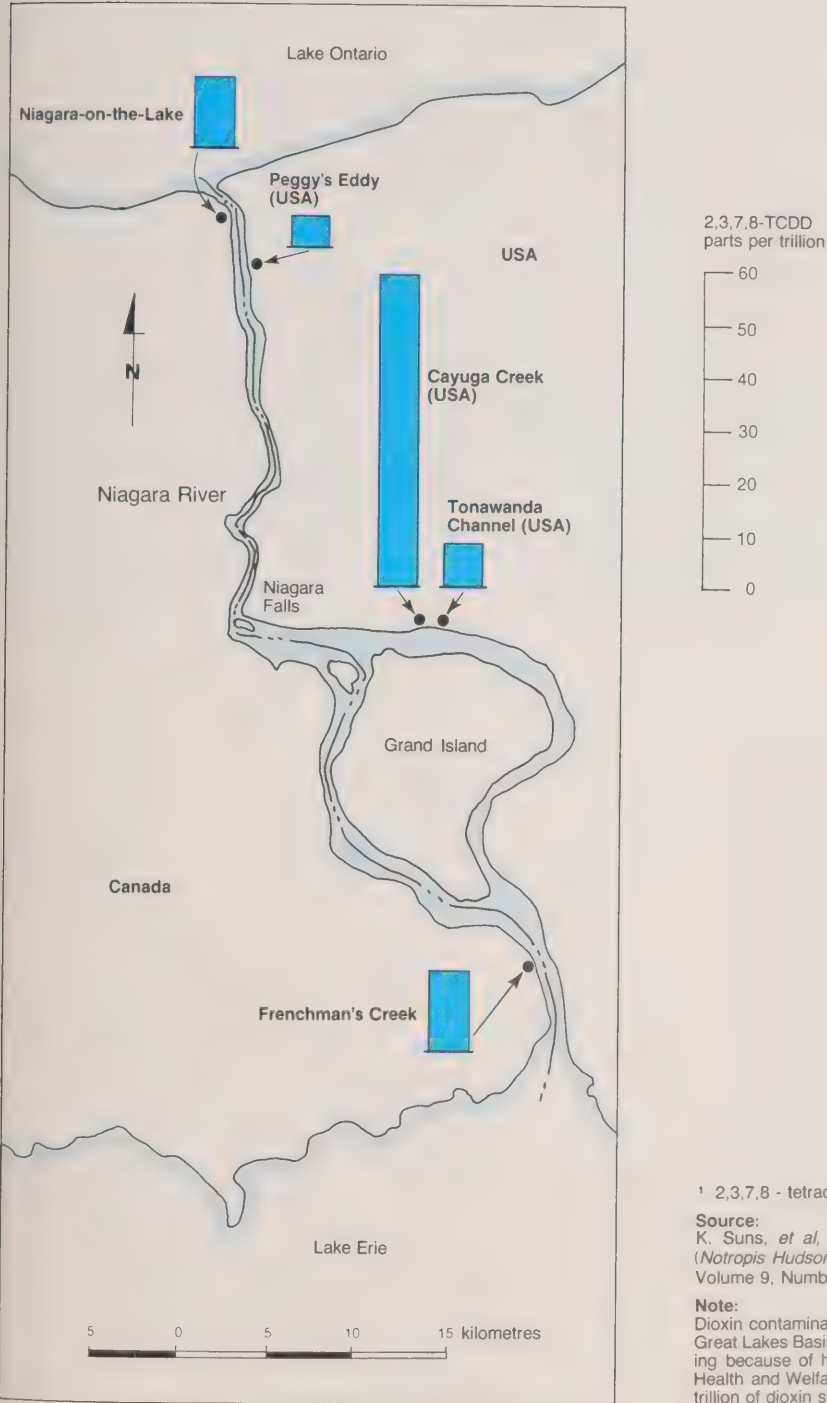 Lake Ontario
Niagara-on-the-Lake
Peggy's Eddy
(USA)
USA
2,3,7,8-TCDD
parts per trillion
60
50
40
30
20
10
0
N
Cayuga Creek
(USA)
Niagara River
Tonawanda
Channel (USA)
Niagara
Falls
Grand Island
Canada
Frenchman's Creek
Lake Erie
5 0 5 10 15 kilometres
¹ 2,3,7,8 - tetrac
Source:
K. Suns, et al,
(Notropis Hudson
Volume 9, Numb
Note:
Dioxin contamina
Great Lakes Basi
ing because of h
Health and Welfa
trillion of dioxin s